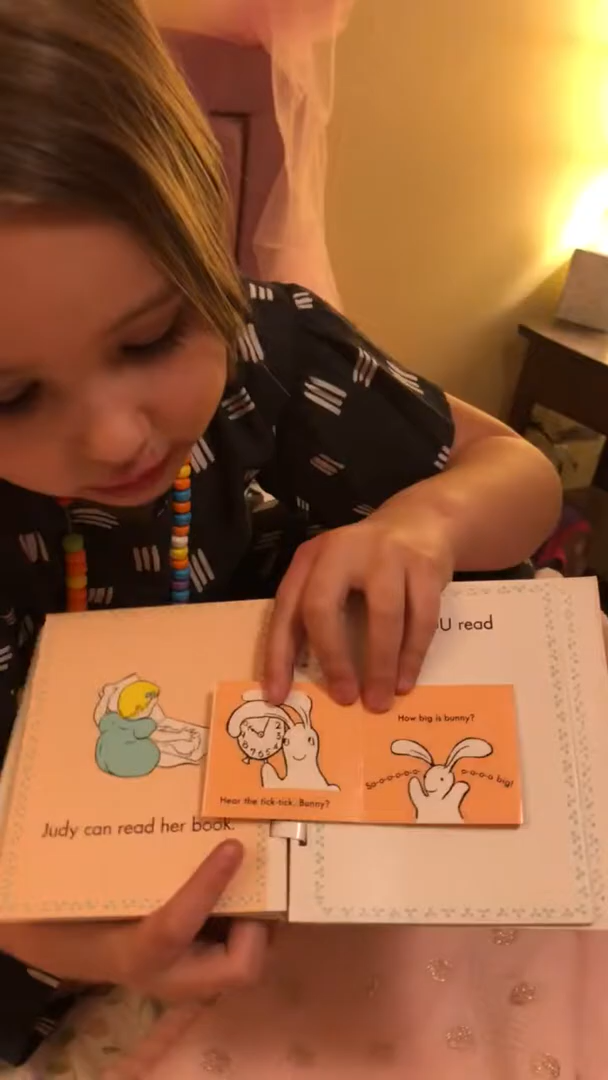 U read
How big is bunny?
So-o-o-o-o-o
-o-o-o-o big!
Hear the tick-tick, Bunny?
Judy can read her book.